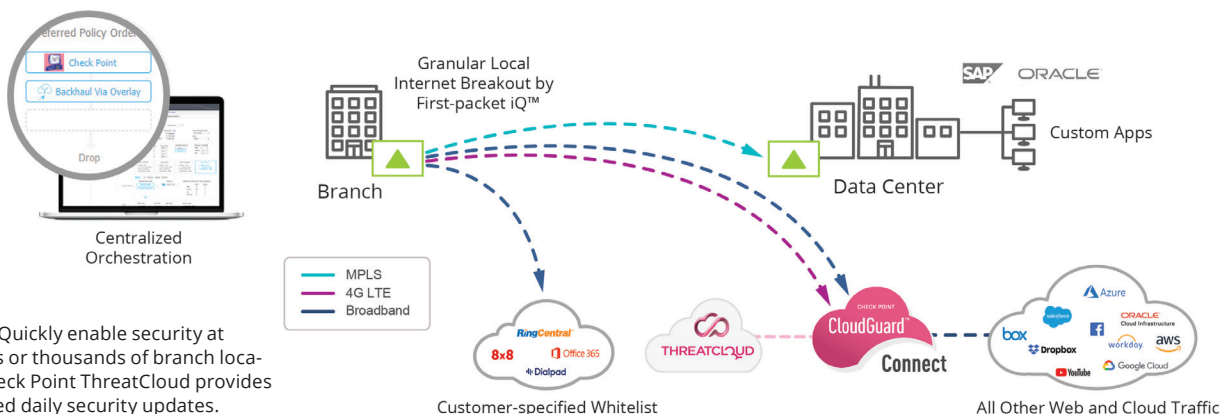 eferred Policy Orde
Check Point
Backhaul Via Overlay
Drop
Centralized
Orchestration
Quickly enable security at
s or thousands of branch loca-
eck Point ThreatCloud provides
ed daily security updates.
Granular Local
Internet Breakout by
First-packet iQ™
Branch
MPLS
4G LTE
Broadband
SAP
ORACLE
Custom Apps
Data Center
RingCentral
8x8
Office 365
Dialpad
Customer-specified Whitelist
THREATCLOUD
CHECK POINT
CloudGuard™
Connect
Azure
salesforce
ORACLE
Cloud Infrastructure
box
Dropbox
workday
aws
YouTube
Google Cloud
All Other Web and Cloud Traffic